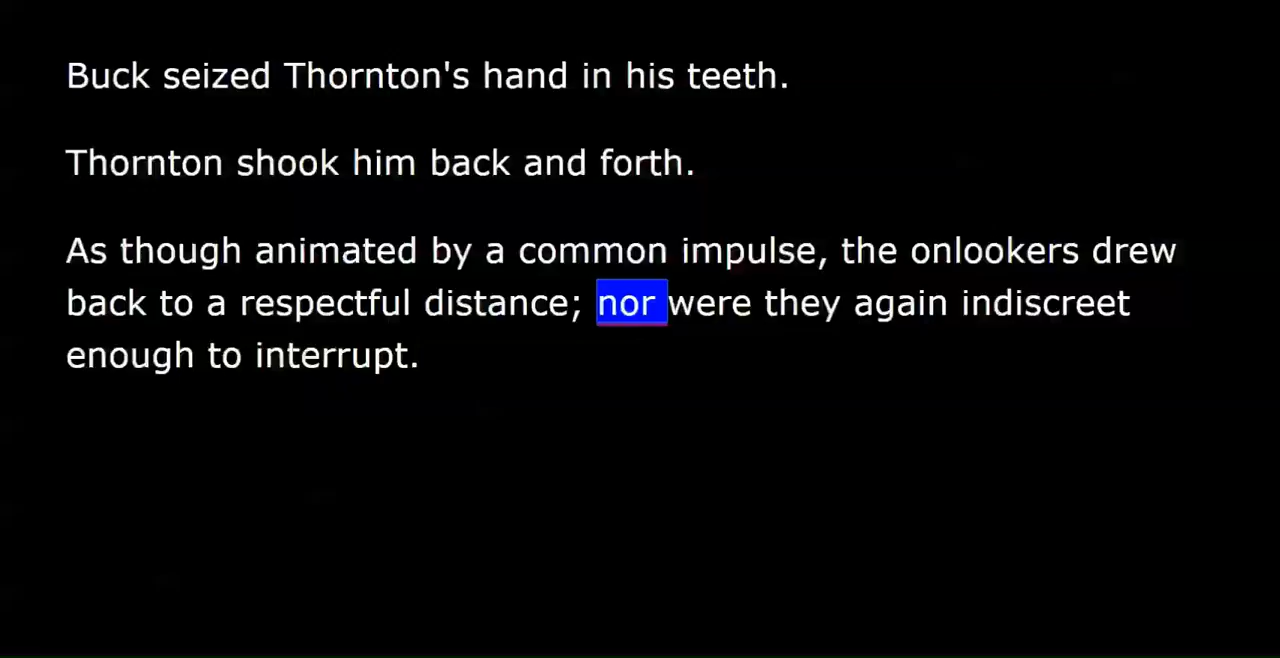 Buck seized Thornton's hand in his teeth.
Thornton shook him back and forth.
As though animated by a common impulse, the onlookers drew
back to a respectful distance; nor were they again indiscreet
enough to interrupt.